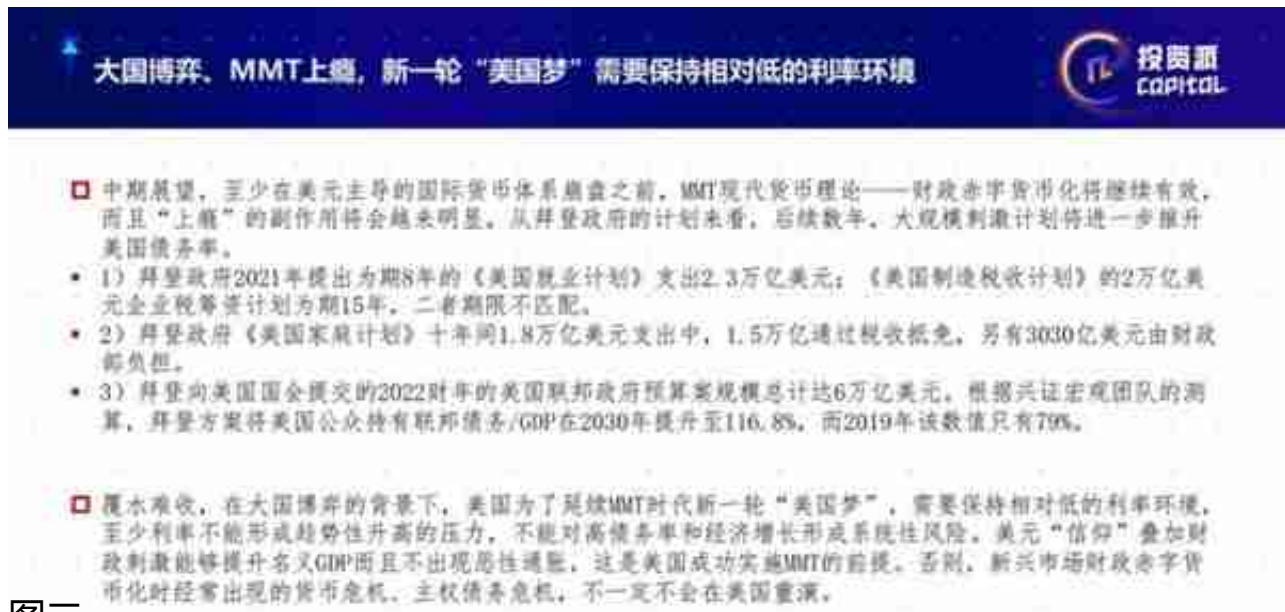 大国博弈、MMT上瘾，新一轮“美国梦”需要保持相对低的利率环境
投资派
CAPITAL
中期展望，至少在美元主导的国际货币体系崩盘之前，MMT现代货币理论——财政赤字货币化将继续有效，
而且“上瘾”的副作用将会越来明显。从拜登政府的计划来看，后续数年，大规模刺激计划将进一步推升
美国债务率。
1）拜登政府2021年提出为期8年的《美国就业计划》支出2.3万亿美元；《美国制造税收计划》的2万亿美
元企业税筹资计划为期15年，二者期限不匹配。
2）拜登政府《美国家庭计划》十年间1.8万亿美元支出中，1.5万亿通过税收抵免，另有3030亿美元由财政
部负担。
3）拜登向美国国会提交的2022财年的美国联邦政府预算案规模总计达6万亿美元。根据兴证宏观团队的测
算，拜登方案将美国公众持有联邦债务/GDP在2030年提升至116.8%，而2019年该数值只有79%。
覆水难收，在大国博弈的背景下，美国为了延续MMT时代新一轮“美国梦”，需要保持相对低的利率环境，
至少利率不能形成趋势性升高的压力，不能对高债务率和经济增长形成系统性风险。美元“信仰”叠加财
政刺激能够提升名义GDP而且不出现恶性通胀，这是美国成功实施MMT的前提。否则，新兴市场财政赤字货
币化时经常出现的货币危机、主权债务危机，不一定不会在美国重演。